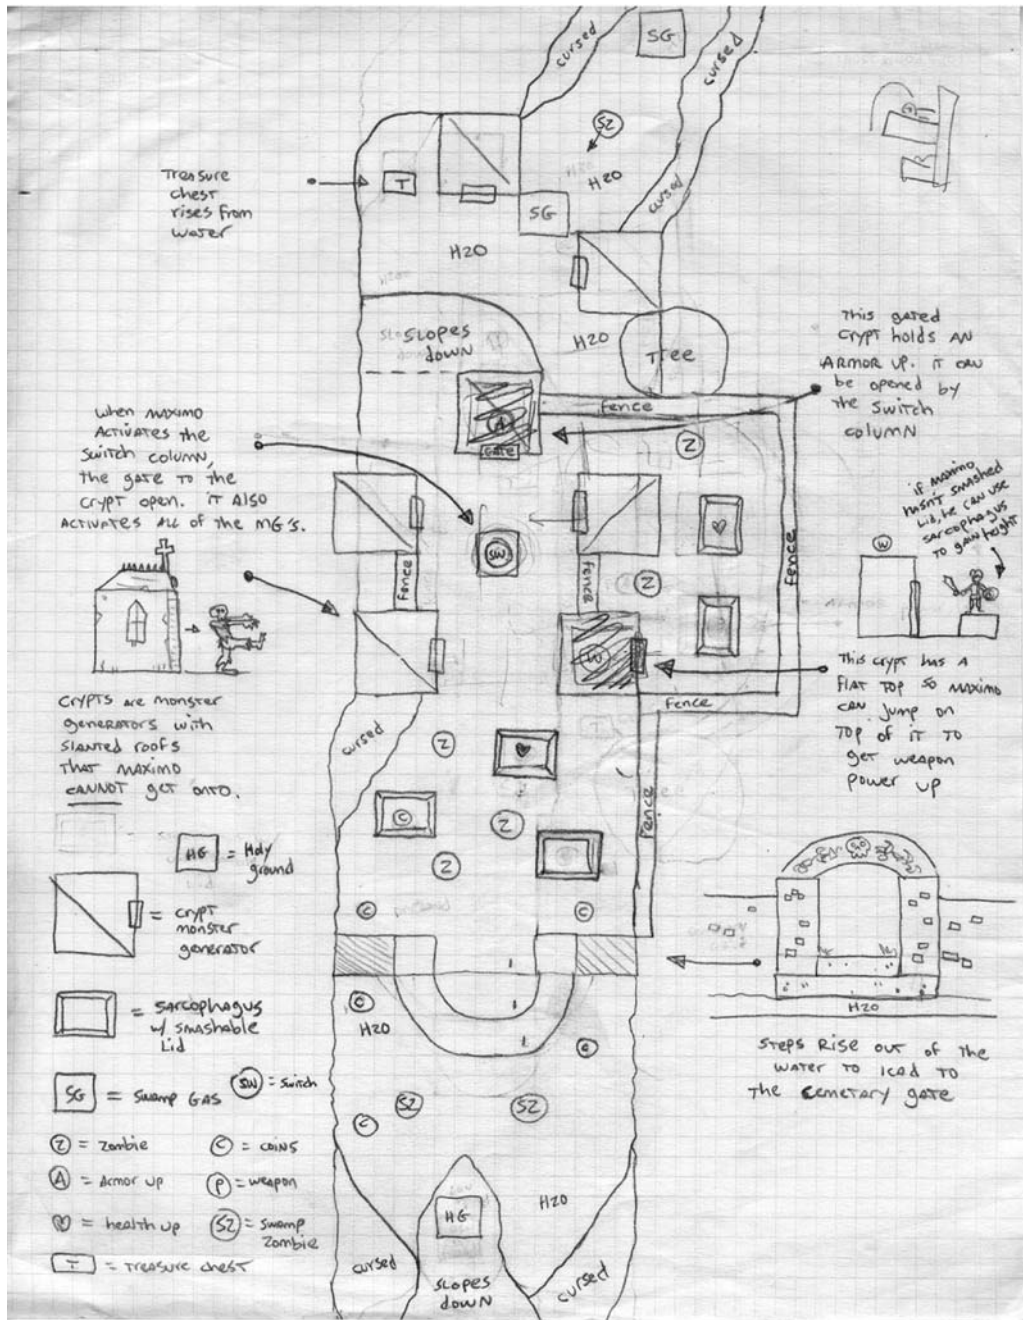 cursed
SG
cursed
SZ
H20
cursed
Treasure
chest
rises from
water
T
SG
H20
SLOPES
down
H20
Tree
This gated
crypt holds an
ARMOR UP. it can
be opened by
the switch
column
Fence
A
GATE
Z
when MAXIMO
ACTIVATES the
switch column,
the gate to the
crypt open. it Also
ACTIVATES ALL of the MG's.
SW
Z
Fence
Fence
Fence
if MAXIMO
hasn't smashed
Lid, he can use
sarcophagus
to gain height
W
W
Fence
This crypt has a
flat top so MAXIMO
can jump on
top of it to
get weapon
power up
crypts are monster
generators with
slanted roofs
that MAXIMO
CANNOT get onto.
cursed
Z
C
Z
Z
Fence
C
C
HG = Holy
ground
= crypt
monster
generator
= SARCophagus
w/ smashable
Lid
SG = Swamp GAS
SW = Switch
Z = Zombie
C = coins
A = Armor up
P = weapon
= health up
SZ = Swamp
Zombie
T = Treasure chest
H20
steps Rise out of the
water to lead to
the cemetary gate
C
H20
C
SZ
SZ
C
H20
HG
cursed
SLOPES
down
cursed